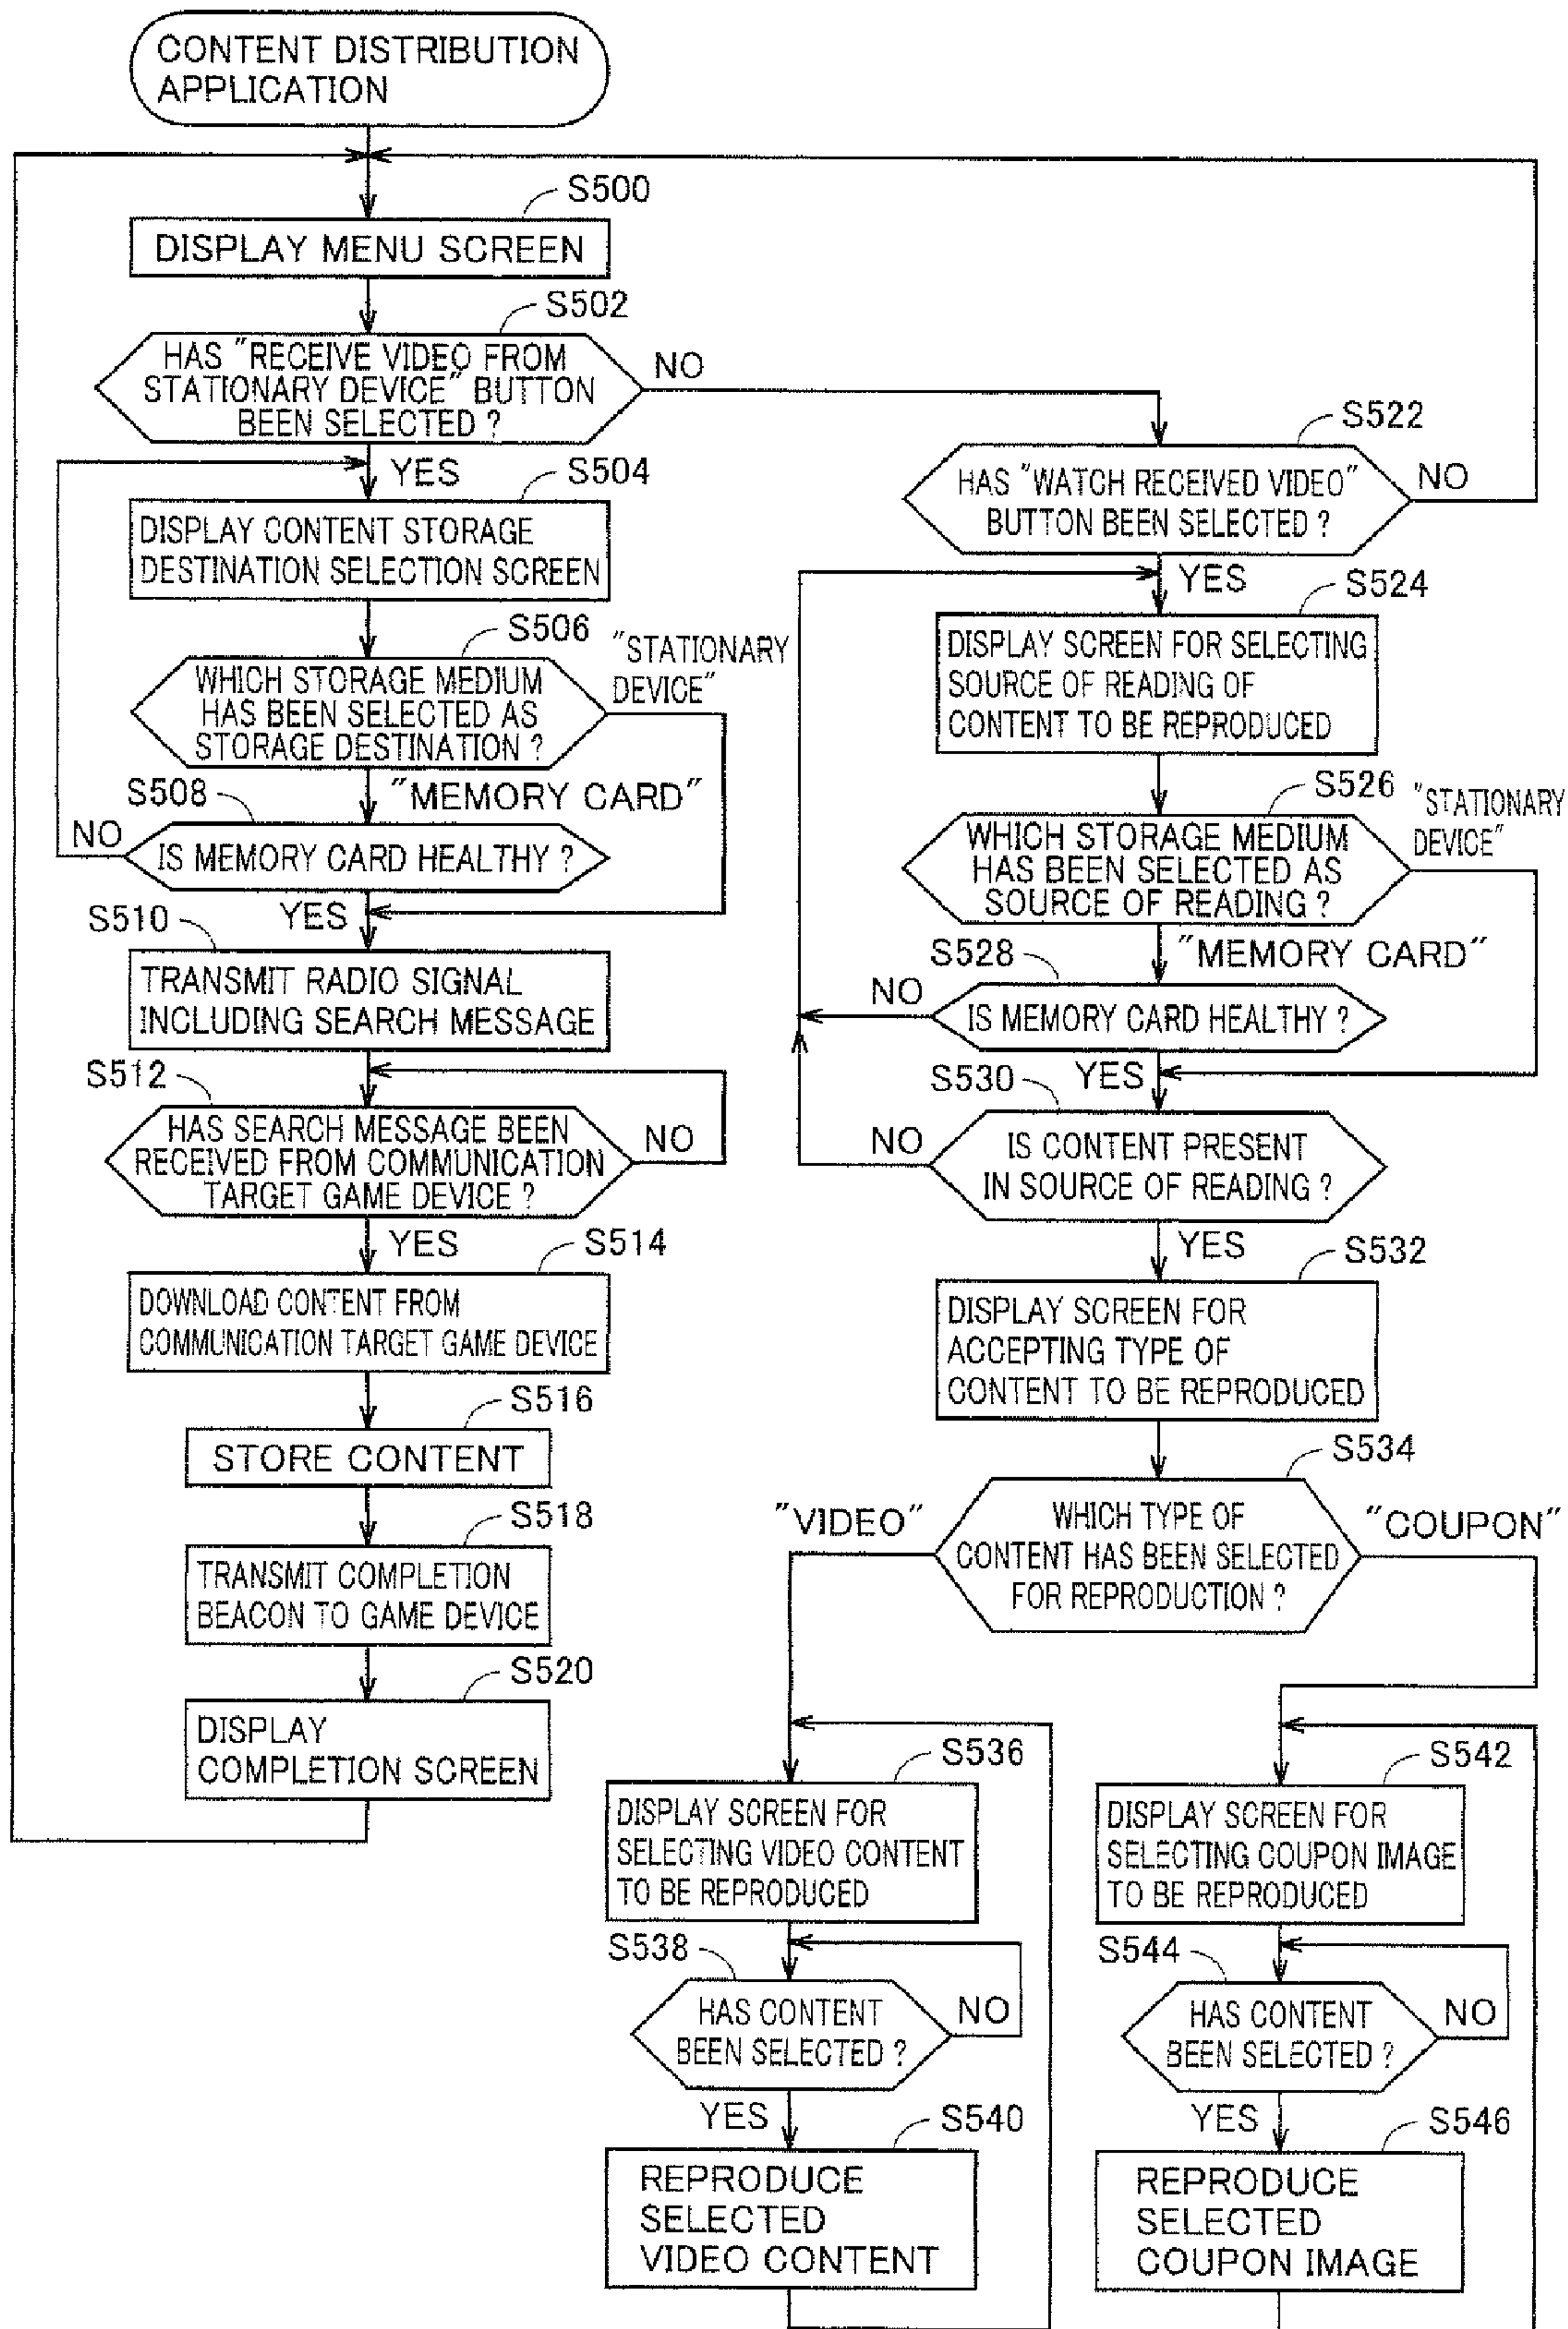 CONTENT DISTRIBUTION
APPLICATION
S500
DISPLAY MENU SCREEN
S502
HAS "RECEIVE VIDEO FROM
STATIONARY DEVICE" BUTTON
BEEN SELECTED ?
NO
YES
S504
DISPLAY CONTENT STORAGE
DESTINATION SELECTION SCREEN
S506
"STATIONARY
DEVICE"
WHICH STORAGE MEDIUM
HAS BEEN SELECTED AS
STORAGE DESTINATION ?
S508
"MEMORY CARD"
NO
IS MEMORY CARD HEALTHY ?
YES
S510
TRANSMIT RADIO SIGNAL
INCLUDING SEARCH MESSAGE
S512
HAS SEARCH MESSAGE BEEN
RECEIVED FROM COMMUNICATION
TARGET GAME DEVICE ?
NO
YES
S514
DOWNLOAD CONTENT FROM
COMMUNICATION TARGET GAME DEVICE
S516
STORE CONTENT
S518
TRANSMIT COMPLETION
BEACON TO GAME DEVICE
S520
DISPLAY
COMPLETION SCREEN
S522
HAS "WATCH RECEIVED VIDEO"
BUTTON BEEN SELECTED ?
NO
YES
S524
DISPLAY SCREEN FOR SELECTING
SOURCE OF READING OF
CONTENT TO BE REPRODUCED
S526
"STATIONARY
DEVICE"
WHICH STORAGE MEDIUM
HAS BEEN SELECTED AS
SOURCE OF READING ?
S528
"MEMORY CARD"
NO
IS MEMORY CARD HEALTHY ?
S530
YES
NO
IS CONTENT PRESENT
IN SOURCE OF READING ?
YES
S532
DISPLAY SCREEN FOR
ACCEPTING TYPE OF
CONTENT TO BE REPRODUCED
S534
"VIDEO"
WHICH TYPE OF
CONTENT HAS BEEN SELECTED
FOR REPRODUCTION ?
"COUPON"
S536
DISPLAY SCREEN FOR
SELECTING VIDEO CONTENT
TO BE REPRODUCED
S538
HAS CONTENT
BEEN SELECTED ?
NO
YES
S540
REPRODUCE
SELECTED
VIDEO CONTENT
S542
DISPLAY SCREEN FOR
SELECTING COUPON IMAGE
TO BE REPRODUCED
S544
HAS CONTENT
BEEN SELECTED ?
NO
YES
S546
REPRODUCE
SELECTED
COUPON IMAGE